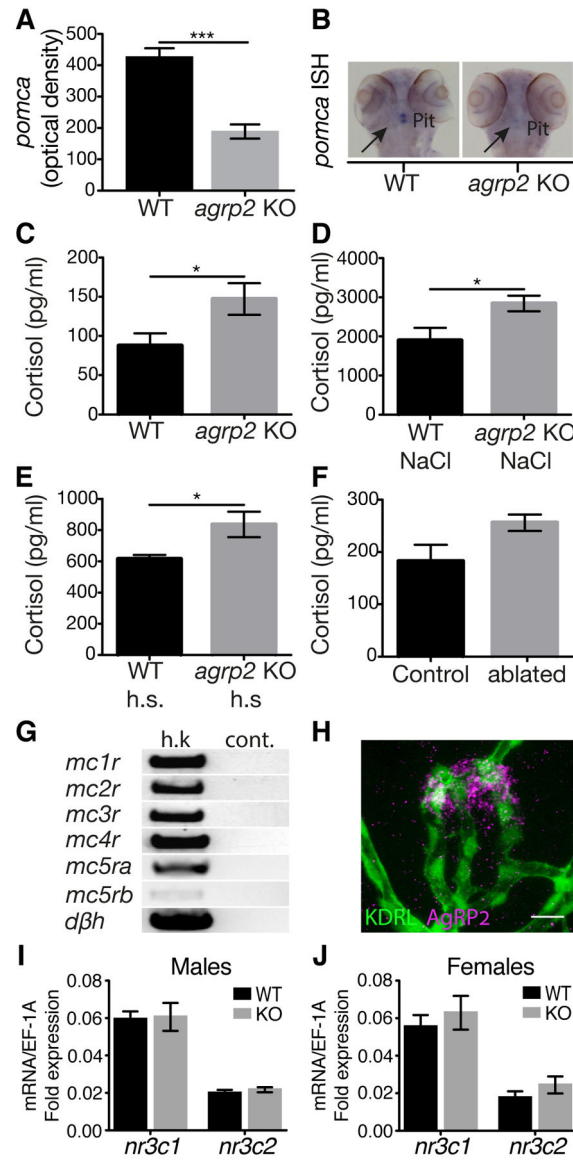 A
pomca
(optical density)
500
400
300
200
100
0
***
WT
agrp2 KO
B
pomca ISH
Pit
Pit
WT
agrp2 KO
C
Cortisol (pg/ml)
200
150
100
50
0
*
WT
agrp2 KO
D
Cortisol (pg/ml)
4000
3000
2000
1000
0
*
WT
NaCl
agrp2 KO
NaCl
E
Cortisol (pg/ml)
1000
800
600
400
200
0
*
WT
h.s.
agrp2 KO
h.s
F
Cortisol (pg/ml)
300
200
200
0
Control
ablated
G
h.k
cont.
mc1r
mc2r
mc3r
mc4r
mc5ra
mc5rb
dβh
H
KDRL AgRP2
I
Males
mRNA/EF-1A
Fold expression
0.08
0.06
0.04
0.02
0.00
WT
KO
nr3c1
nr3c2
J
Females
mRNA/EF-1A
Fold expression
0.08
0.06
0.04
0.02
0.00
WT
KO
nr3c1
nr3c2